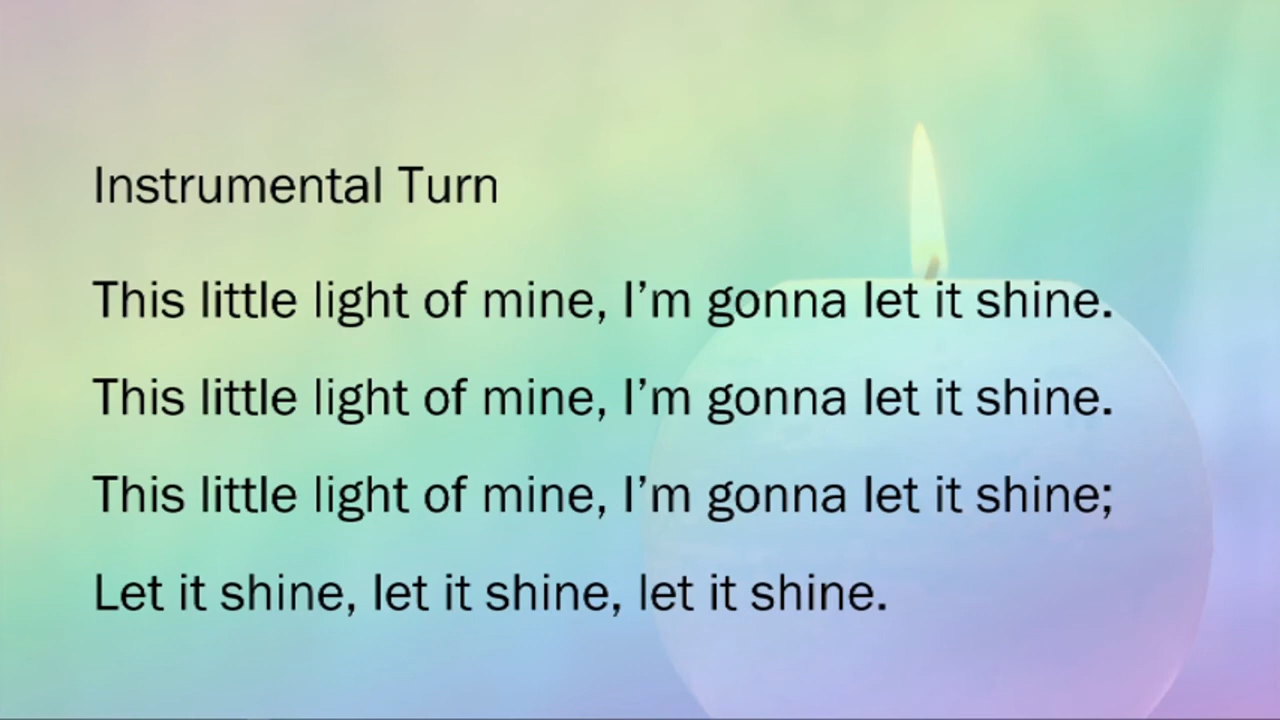 Instrumental Turn
This little light of mine, I’m gonna let it shine.
This little light of mine, I’m gonna let it shine.
This little light of mine, I’m gonna let it shine;
Let it shine, let it shine, let it shine.